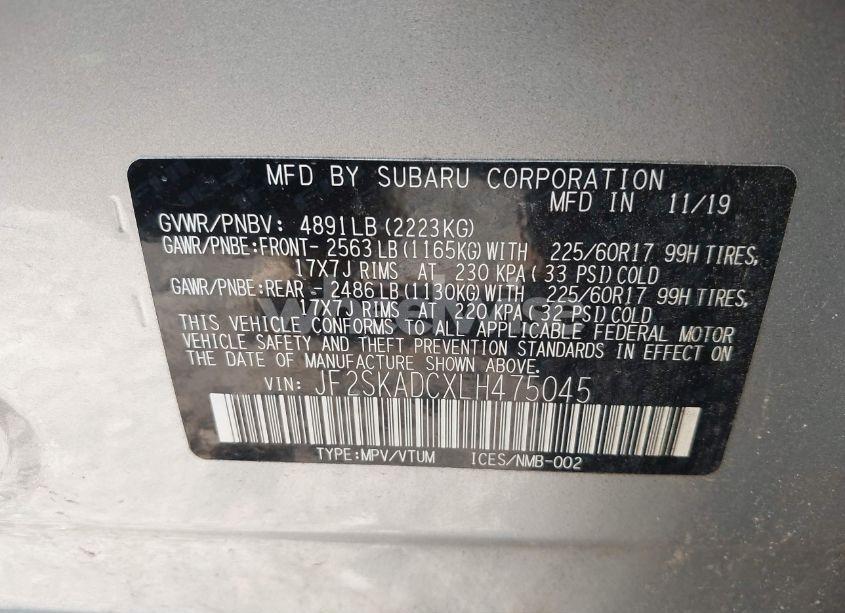 MFD BY SUBARU CORPORATION
MFD IN 11/19
GVWR/PNBV: 4891LB(2223KG)
GAWR/PNBE:FRONT- 2563LB(1165KG)WITH 225/60R17 99H TIRES,
17X7J RIMS AT 230 KPA( 33 PSI)COLD
GAWR/PNBE:REAR - 2486LB(1130KG)WITH 225/60R17 99H TIRES,
17X7J RIMS AT 220 KPA(32 PSI)COLD
THIS VEHICLE CONFORMS TO ALL APPLICABLE FEDERAL MOTOR
VEHICLE SAFETY AND THEFT PREVENTION STANDARDS IN EFFECT ON
THE DATE OF MANUFACTURE SHOWN ABOVE.
VIN: JF2SKADCXLH475045
TYPE:MPV/VTUM ICES/NMB-002